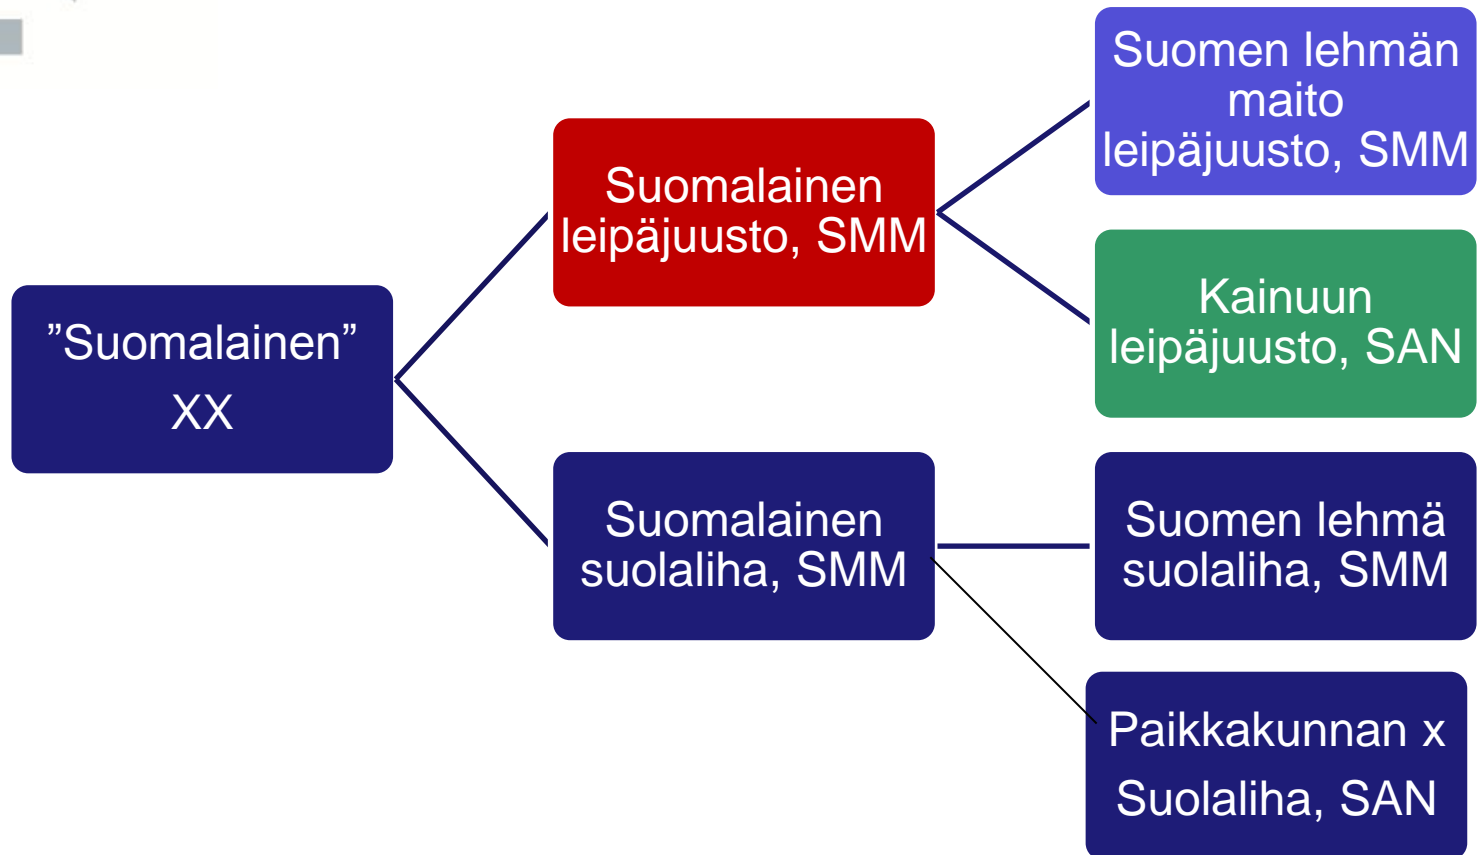 ”Suomalainen”
XX
Suomalainen
leipäjuusto, SMM
Suomen lehmän
maito
leipäjuusto, SMM
Kainuun
leipäjuusto, SAN
Suomalainen
suolaliha, SMM
Suomen lehmä
suolaliha, SMM
Paikkakunnan x
Suolaliha, SAN